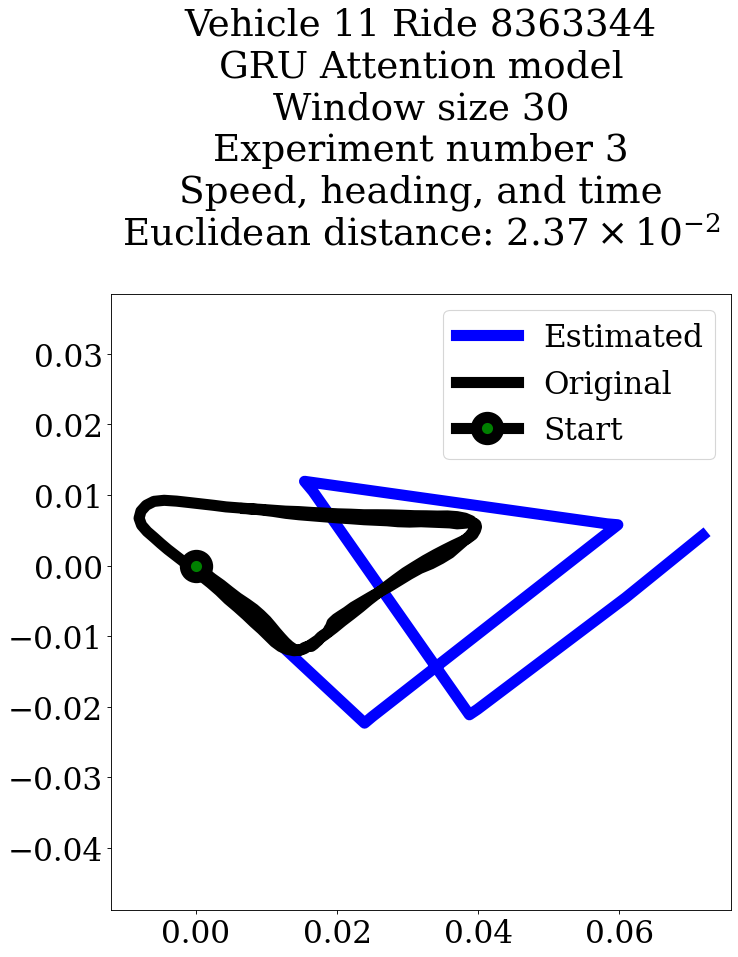 Vehicle 11 Ride 8363344
GRU Attention model
Window size 30
Experiment number 3
Speed, heading, and time
Euclidean distance: 2.37 × 10⁻²
Estimated
Original
Start
0.03
0.02
0.01
0.00
−0.01
−0.02
−0.03
−0.04
0.00 0.02 0.04 0.06